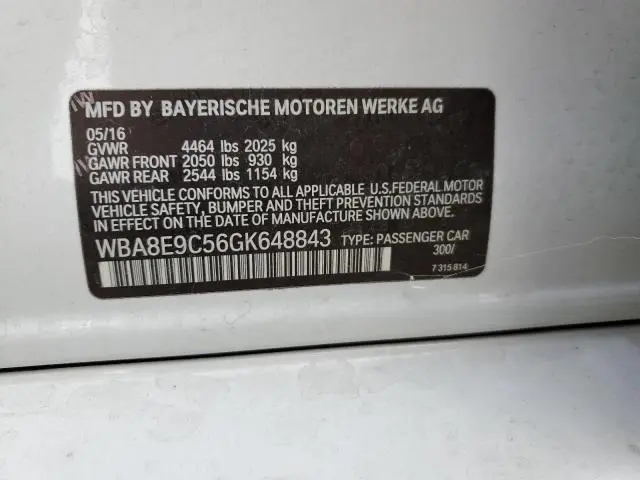 MFD BY BAYERISCHE MOTOREN WERKE AG
05/16
GVWR 4464 lbs 2025 kg
GAWR FRONT 2050 lbs 930 kg
GAWR REAR 2544 lbs 1154 kg
THIS VEHICLE CONFORMS TO ALL APPLICABLE U.S.FEDERAL MOTOR
VEHICLE SAFETY, BUMPER AND THEFT PREVENTION STANDARDS
IN EFFECT ON THE DATE OF MANUFACTURE SHOWN ABOVE.
WBA8E9C56GK648843 TYPE: PASSENGER CAR
300/
7 315 814